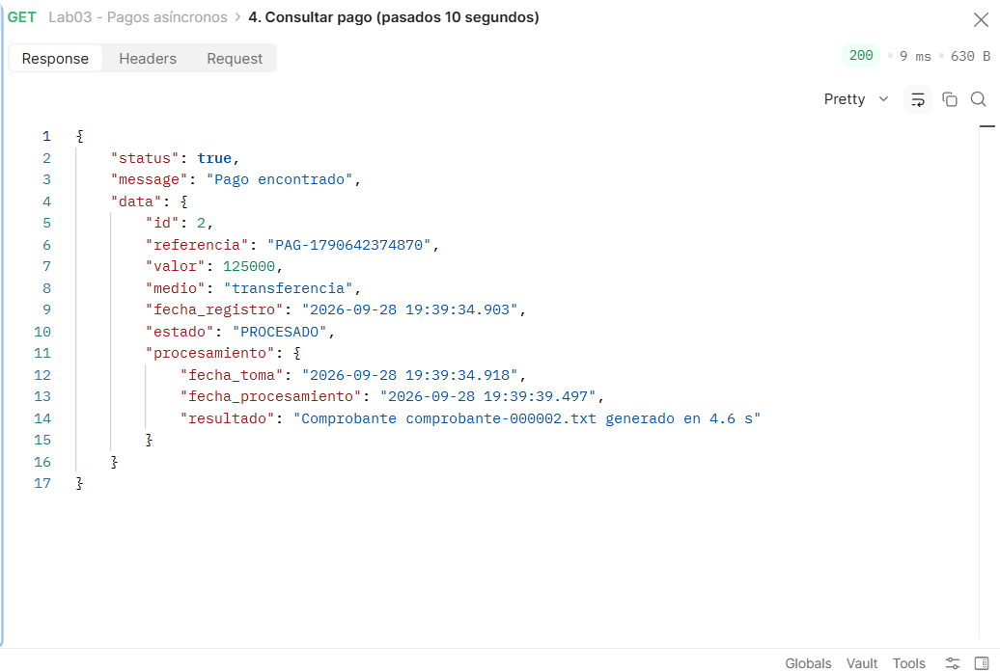 GET Lab03 - Pagos asíncronos > 4. Consultar pago (pasados 10 segundos)
Response Headers Request 200 • 9 ms • 630 B
Pretty
1 {
2 "status": true,
3 "message": "Pago encontrado",
4 "data": {
5 "id": 2,
6 "referencia": "PAG-1790642374870",
7 "valor": 125000,
8 "medio": "transferencia",
9 "fecha_registro": "2026-09-28 19:39:34.903",
10 "estado": "PROCESADO",
11 "procesamiento": {
12 "fecha_toma": "2026-09-28 19:39:34.918",
13 "fecha_procesamiento": "2026-09-28 19:39:39.497",
14 "resultado": "Comprobante comprobante-000002.txt generado en 4.6 s"
15 }
16 }
17 }
Globals Vault Tools